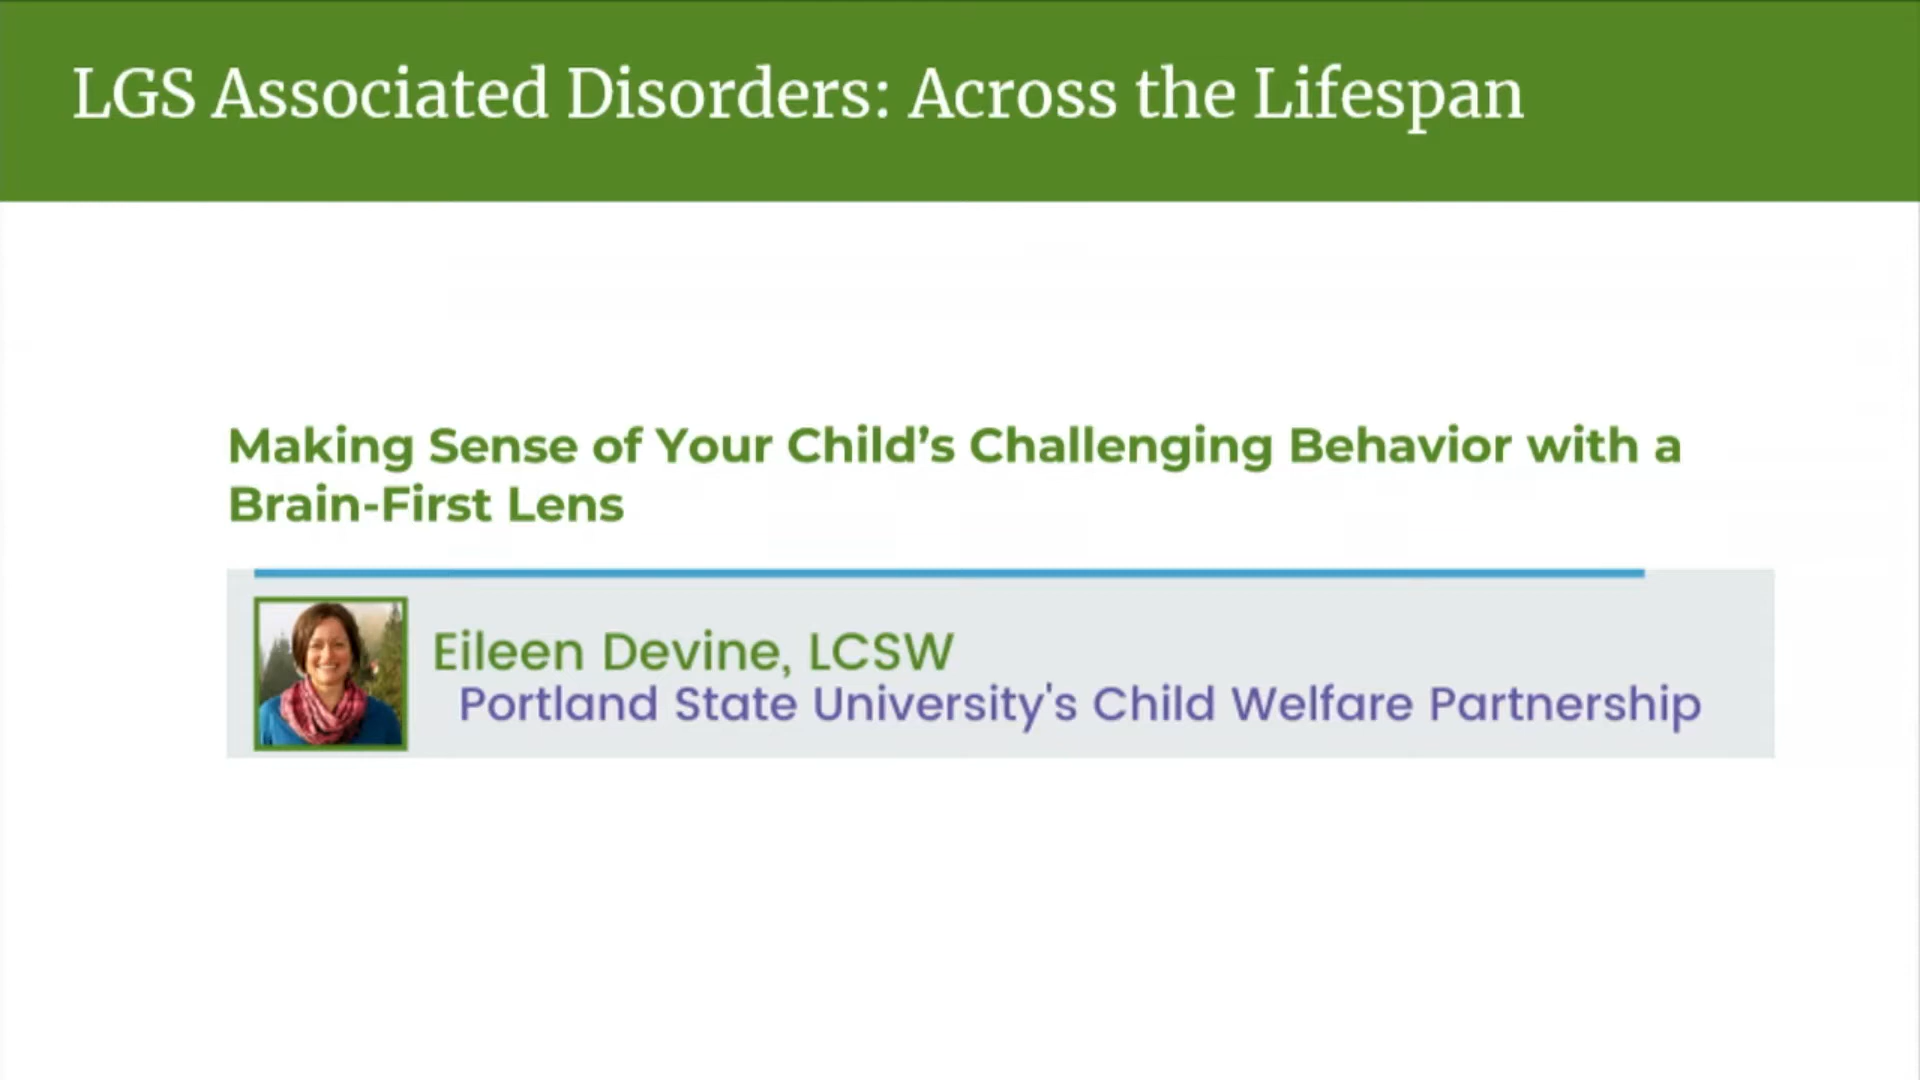 LGS Associated Disorders: Across the Lifespan
Making Sense of Your Child’s Challenging Behavior with a
Brain-First Lens
Eileen Devine, LCSW
Portland State University's Child Welfare Partnership